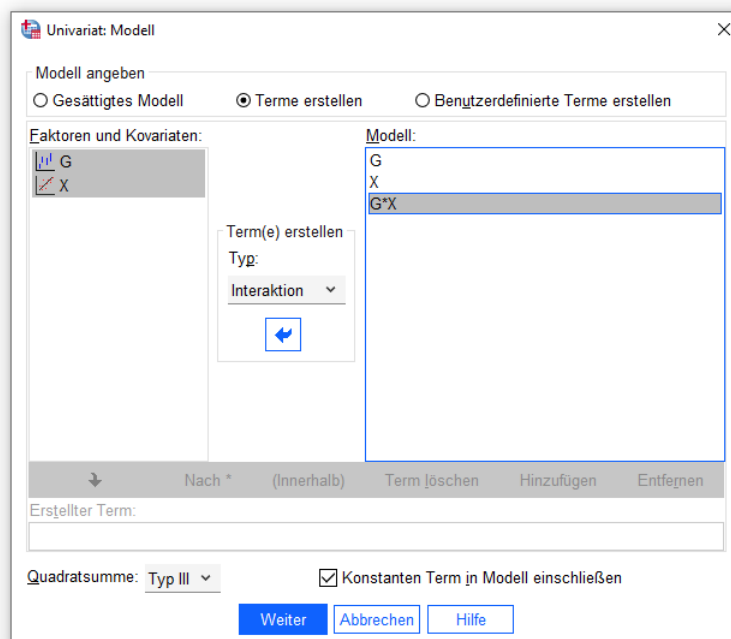 Univariat: Modell
Modell angeben
Gesättigtes Modell
Terme erstellen
Benutzerdefinierte Terme erstellen
Faktoren und Kovariaten:
G
X
Term(e) erstellen
Typ:
Interaktion
Modell:
G
X
G*X
Nach *
(Innerhalb)
Term löschen
Hinzufügen
Entfernen
Erstellter Term:
Quadratsumme:
Typ III
Konstanten Term in Modell einschließen
Weiter
Abbrechen
Hilfe